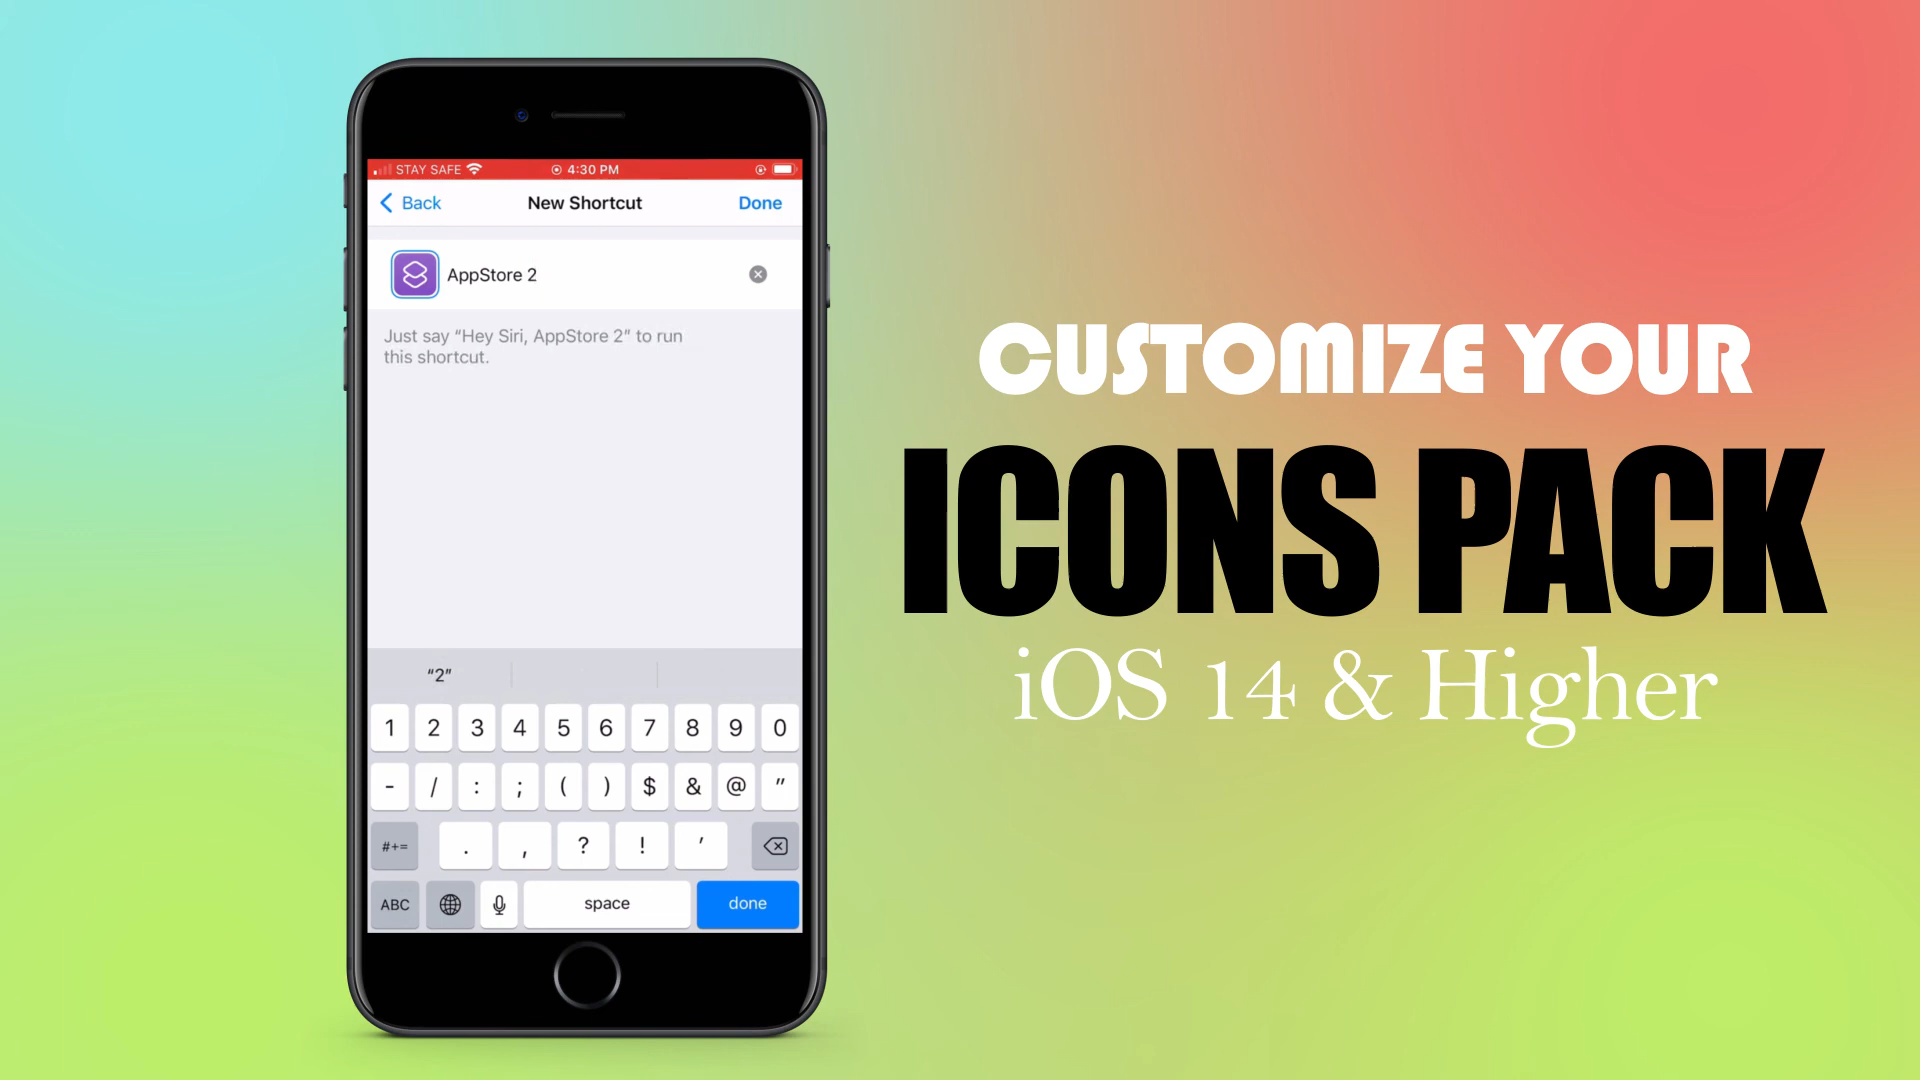 STAY SAFE 4:30 PM
Back New Shortcut Done
AppStore 2
Just say “Hey Siri, AppStore 2” to run
this shortcut.
“2”
1 2 3 4 5 6 7 8 9 0
- / : ; ( ) $ & @ "
#+= . , ? ! '
ABC space done
CUSTOMIZE YOUR
ICONS PACK
iOS 14 & Higher